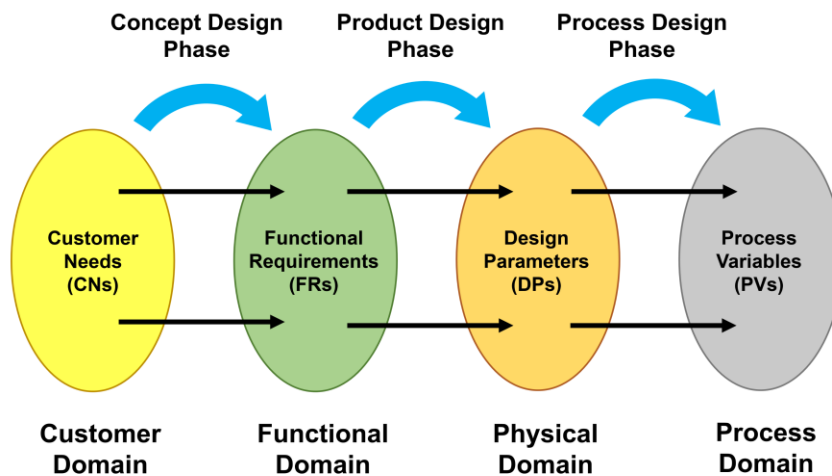 Concept Design
Phase
Product Design
Phase
Process Design
Phase
Customer
Needs
(CNs)
Functional
Requirements
(FRs)
Design
Parameters
(DPs)
Process
Variables
(PVs)
Customer
Domain
Functional
Domain
Physical
Domain
Process
Domain